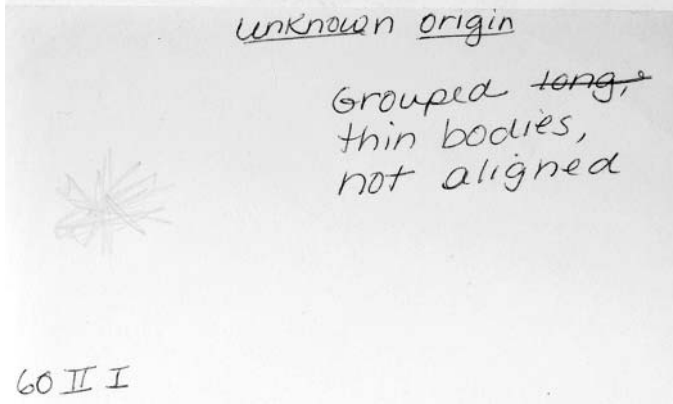 unknown origin
Grouped long,
thin bodies,
not aligned
60 II I